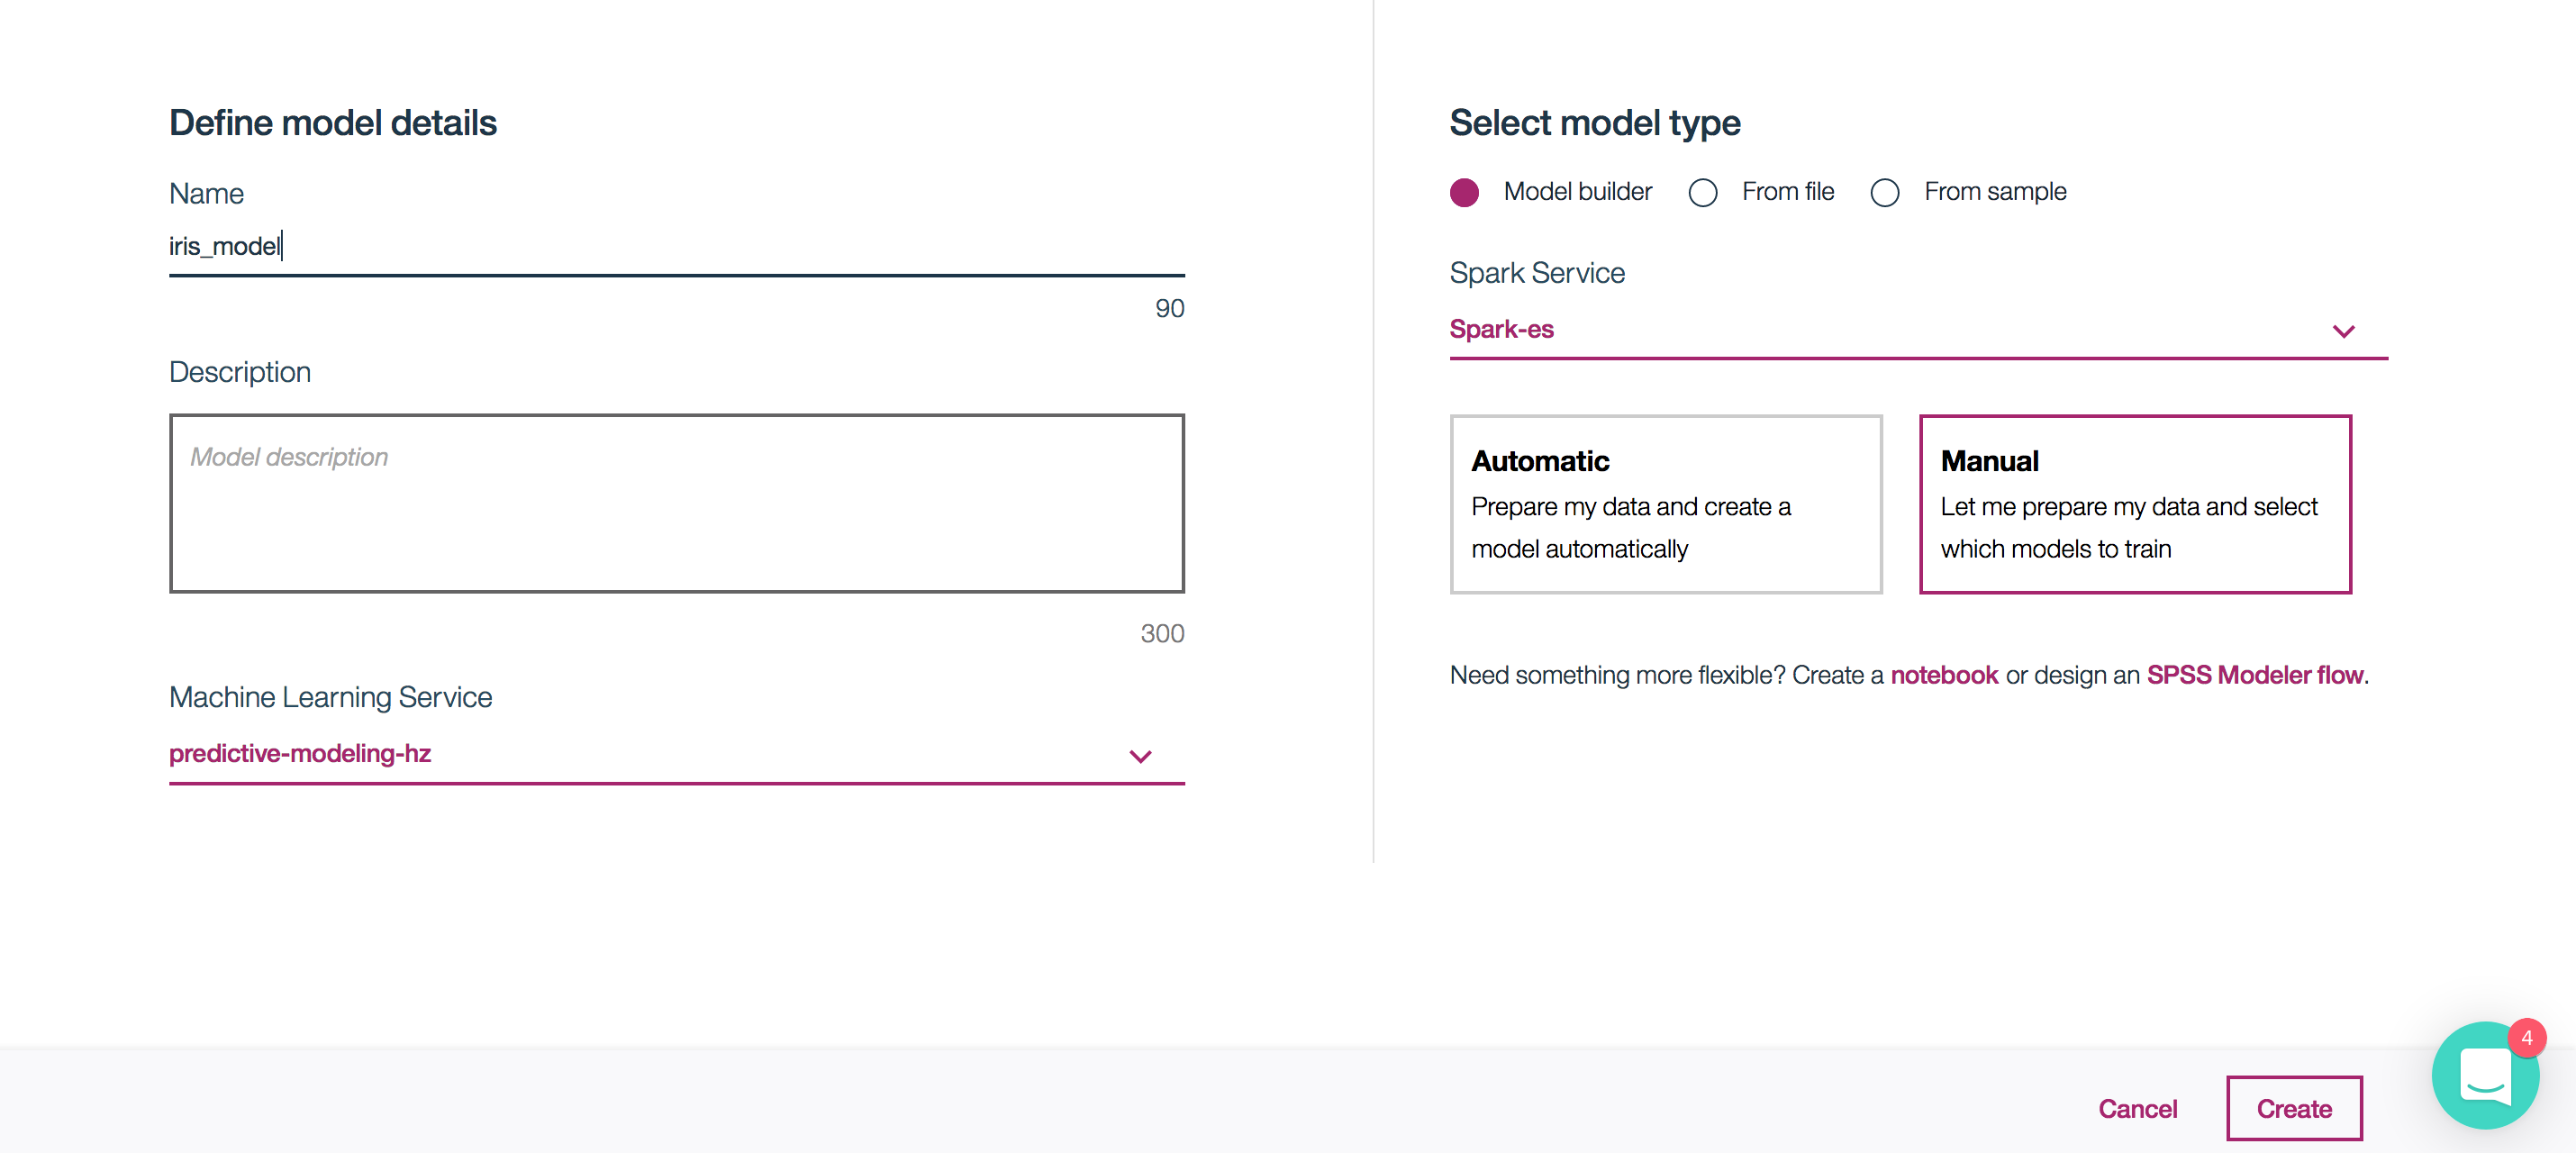 Define model details
Name
iris_model
90
Description
Model description
300
Machine Learning Service
predictive-modeling-hz
Select model type
Model builder From file From sample
Spark Service
Spark-es
Automatic
Prepare my data and create a
model automatically
Manual
Let me prepare my data and select
which models to train
Need something more flexible? Create a notebook or design an SPSS Modeler flow.
4
Cancel Create